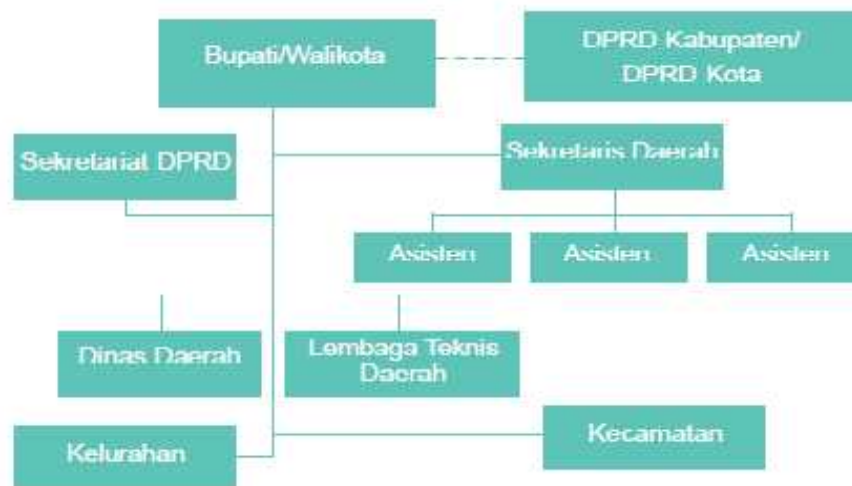 Bupati/Walikota
DPRD Kabupaten/
DPRD Kota
Sekretariat DPRD
Sekretaris Daerah
Asisten
Asisten
Asisten
Dinas Daerah
Lembaga Teknis
Daerah
Kecamatan
Kelurahan